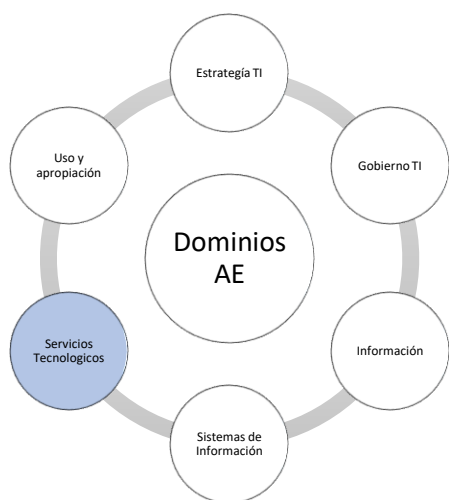 Estrategía TI
Uso y
apropiación
Gobierno TI
Dominios
AE
Servicios
Tecnologicos
Información
Sistemas de
Información